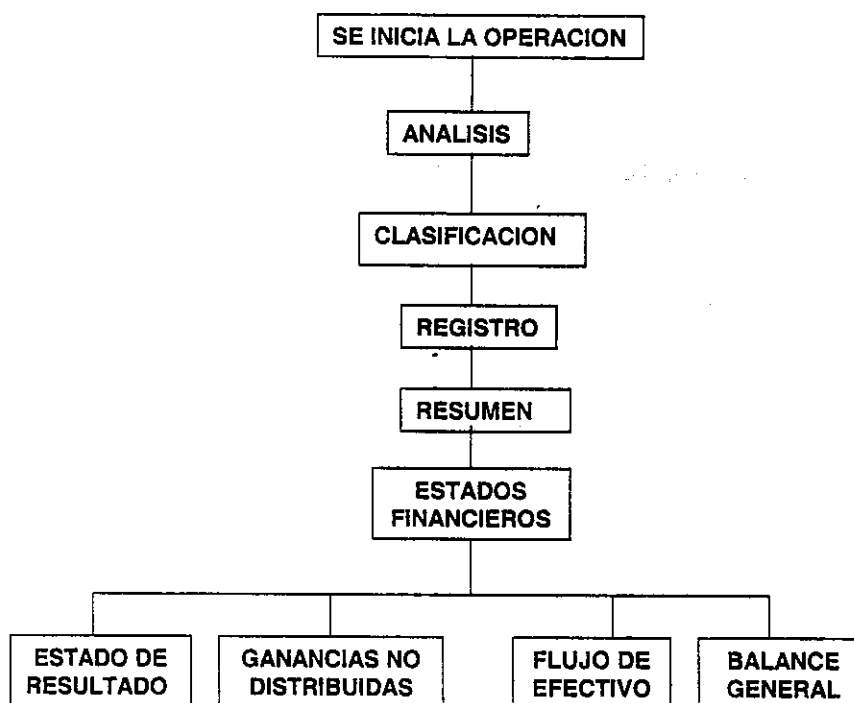 SE INICIA LA OPERACION
ANALISIS
CLASIFICACION
REGISTRO
RESUMEN
ESTADOS
FINANCIEROS
ESTADO DE
RESULTADO
GANANCIAS NO
DISTRIBUIDAS
FLUJO DE
EFECTIVO
BALANCE
GENERAL